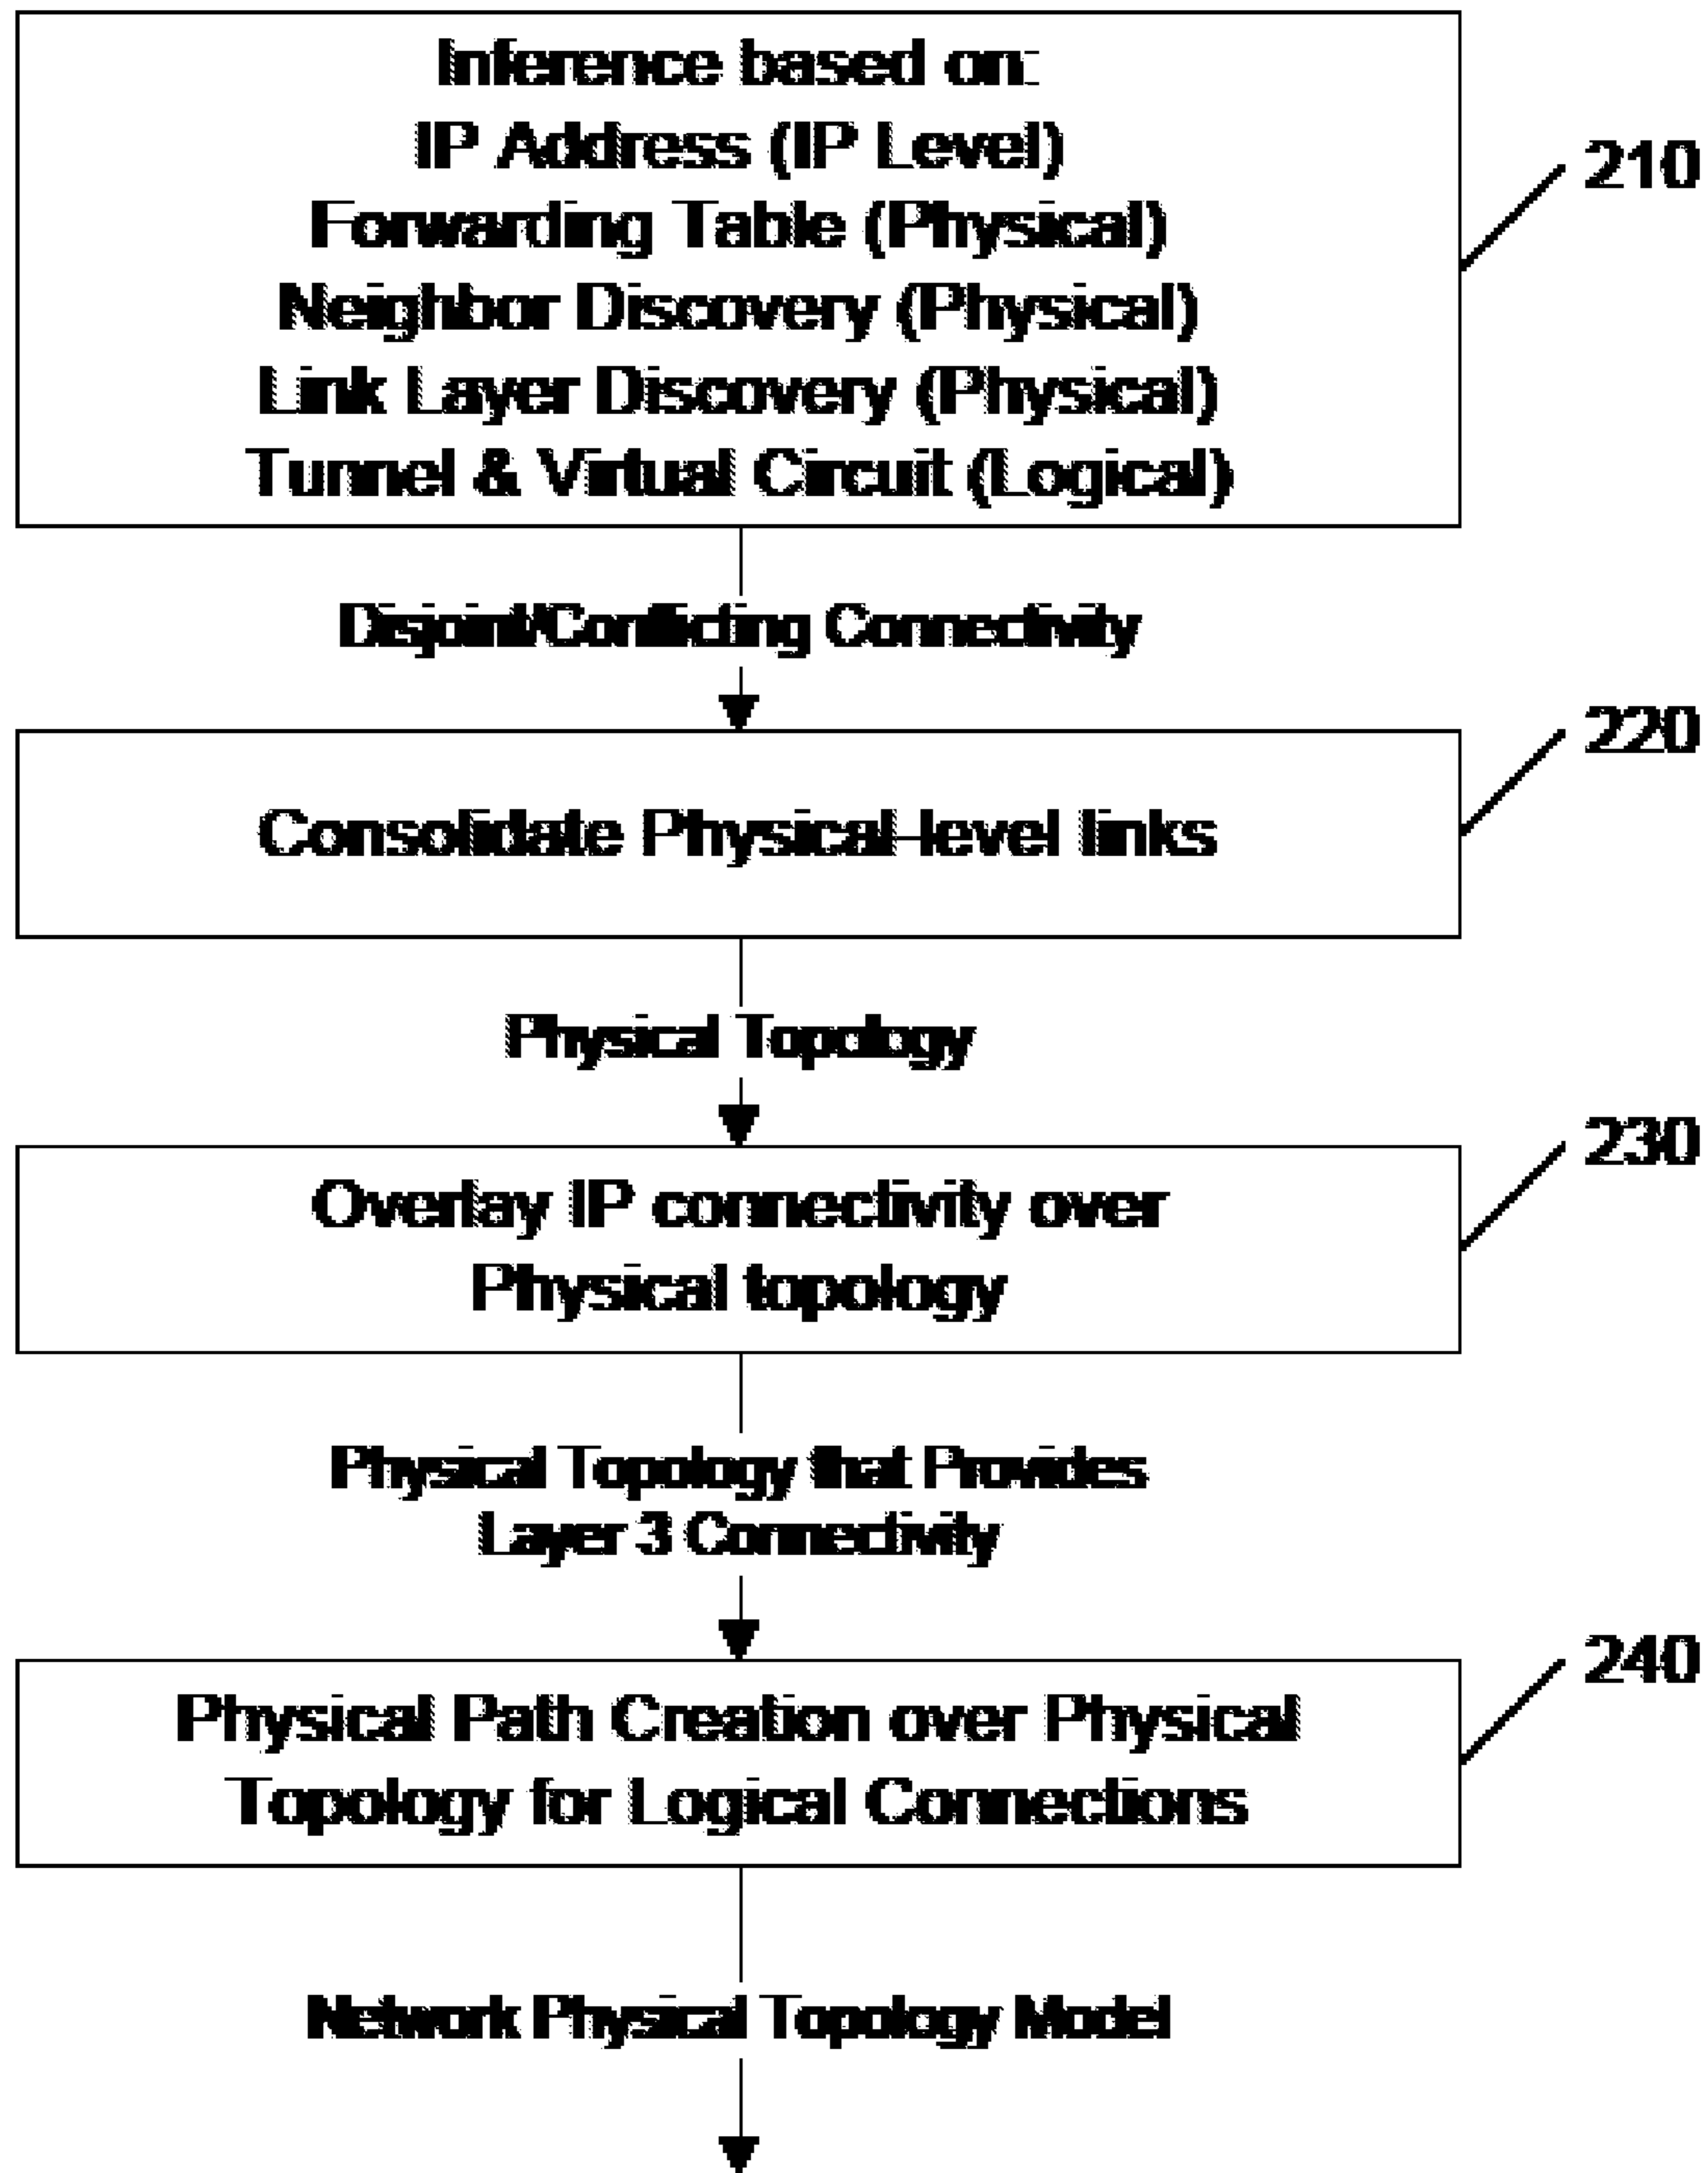 Inference based on:
IP Address (IP Level)
Forwarding Table (Physical)
Neighbor Discovery (Physical)
Link Layer Discovery (Physical)
Tunnel & Virtual Circuit (Logical)
210
Disjoint/Conflicting Connectivity
220
Consolidate Physical-level links
Physical Topology
230
Overlay IP connectivity over
Physical topology
Physical Topology that Provides
Layer 3 Connectivity
240
Physical Path Creation over Physical
Topology for Logical Connections
Network Physical Topology Model